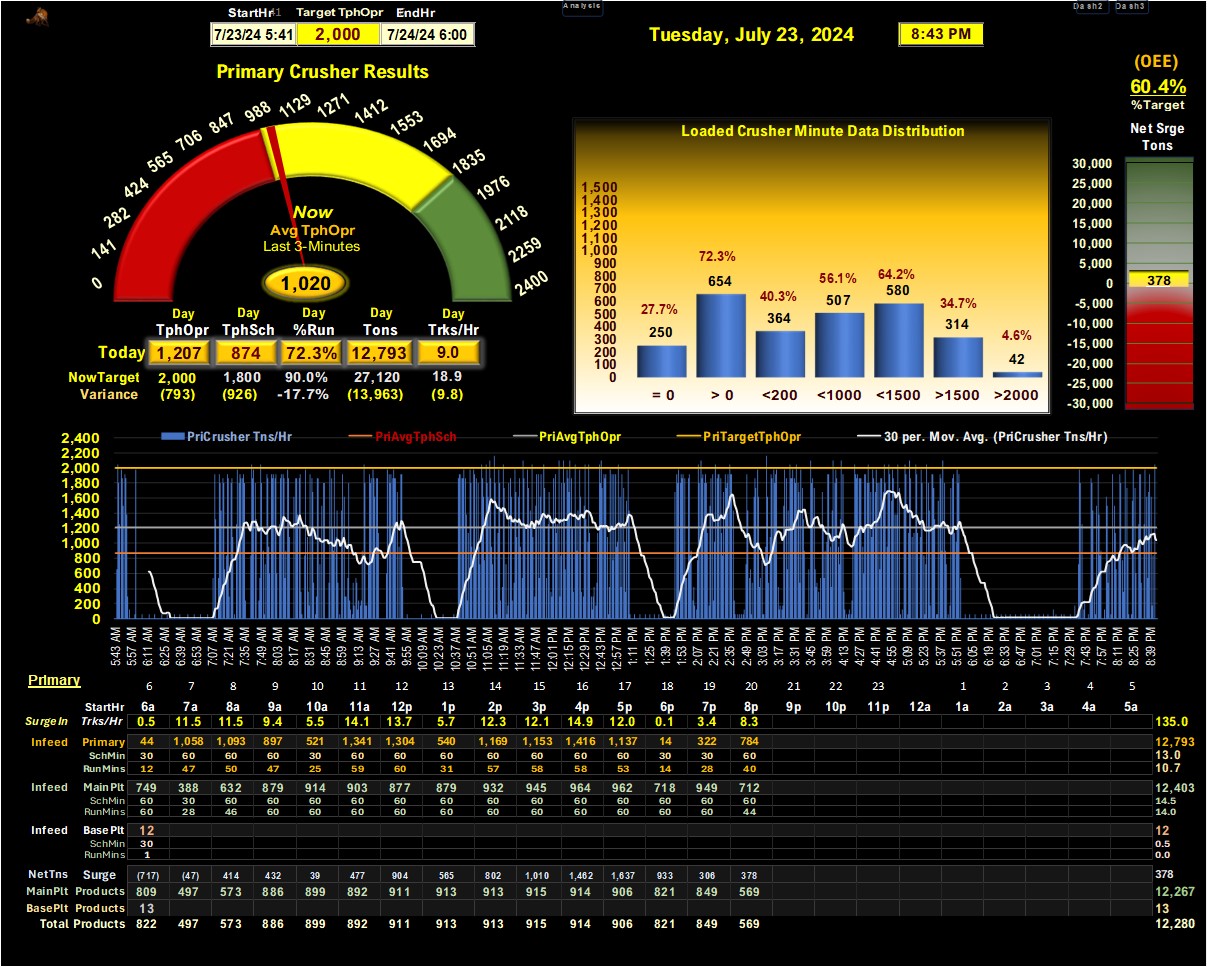 StartHr Target TphOpr EndHr
7/23/24 5:41 2,000 7/24/24 6:00
Analysis
Dash2 Dash3
Tuesday, July 23, 2024 8:43 PM
(OEE)
60.4%
%Target
Net Srge
Tons
Primary Crusher Results
0 141 282 424 565 706 847 988 1129 1271 1412 1553 1694 1835 1976 2118 2259 2400
Now
Avg TphOpr
Last 3-Minutes
1,020
Day Day Day Day Day
TphOpr TphSch %Run Tons Trks/Hr
Today 1,207 874 72.3% 12,793 9.0
NowTarget 2,000 1,800 90.0% 27,120 18.9
Variance (793) (926) -17.7% (13,963) (9.8)
Loaded Crusher Minute Data Distribution
1,500
1,400
1,300
1,200
1,100
1,000
900
800
700
600
500
400
300
200
100
0
27.7% 72.3% 40.3% 56.1% 64.2% 34.7% 4.6%
250 654 364 507 580 314 42
= 0 > 0 <200 <1000 <1500 >1500 >2000
30,000
25,000
20,000
15,000
10,000
5,000
0
-5,000
-10,000
-15,000
-20,000
-25,000
-30,000
378
PriCrusher Tns/Hr PriAvgTphSch PriAvgTphOpr PriTargetTphOpr 30 per. Mov. Avg. (PriCrusher Tns/Hr)
2,400
2,200
2,000
1,800
1,600
1,400
1,200
1,000
800
600
400
200
0
5:43 AM 5:57 AM 6:11 AM 6:25 AM 6:39 AM 6:53 AM 7:07 AM 7:21 AM 7:35 AM 7:49 AM 8:03 AM 8:17 AM 8:31 AM 8:45 AM 8:59 AM 9:13 AM 9:27 AM 9:41 AM 9:55 AM 10:09 AM 10:23 AM 10:37 AM 10:51 AM 11:05 AM 11:19 AM 11:33 AM 11:47 AM 12:01 PM 12:15 PM 12:29 PM 12:43 PM 12:57 PM 1:11 PM 1:25 PM 1:39 PM 1:53 PM 2:07 PM 2:21 PM 2:35 PM 2:49 PM 3:03 PM 3:17 PM 3:31 PM 3:45 PM 3:59 PM 4:13 PM 4:27 PM 4:41 PM 4:55 PM 5:09 PM 5:23 PM 5:37 PM 5:51 PM 6:05 PM 6:19 PM 6:33 PM 6:47 PM 7:01 PM 7:15 PM 7:29 PM 7:43 PM 7:57 PM 8:11 PM 8:25 PM 8:39 PM
Primary
6 7 8 9 10 11 12 13 14 15 16 17 18 19 20 21 22 23 1 2 3 4 5
StartHr 6a 7a 8a 9a 10a 11a 12p 1p 2p 3p 4p 5p 6p 7p 8p 9p 10p 11p 12a 1a 2a 3a 4a 5a
SurgeIn Trks/Hr 0.5 11.5 11.5 9.4 5.5 14.1 13.7 5.7 12.3 12.1 14.9 12.0 0.1 3.4 8.3 135.0
Infeed Primary 44 1,058 1,093 897 521 1,341 1,304 540 1,169 1,153 1,416 1,137 14 322 784 12,793
SchMin 30 60 60 60 30 60 60 60 60 60 60 60 30 30 60 13.0
RunMins 12 47 50 47 25 59 60 31 57 58 58 53 14 28 40 10.7
Infeed MainPlt 749 388 632 879 914 903 877 879 932 945 964 962 718 949 712 12,403
SchMin 60 30 60 60 60 60 60 60 60 60 60 60 60 60 60 14.5
RunMins 60 28 46 60 60 60 60 60 60 60 60 60 60 60 44 14.0
Infeed BasePlt 12 12
SchMin 30 0.5
RunMins 1 0.0
NetTns Surge (717) (47) 414 432 39 477 904 565 802 1,010 1,462 1,637 933 306 378 378
MainPlt Products 809 497 573 886 899 892 911 913 913 915 914 906 821 849 569 12,267
BasePlt Products 13 13
Total Products 822 497 573 886 899 892 911 913 913 915 914 906 821 849 569 12,280